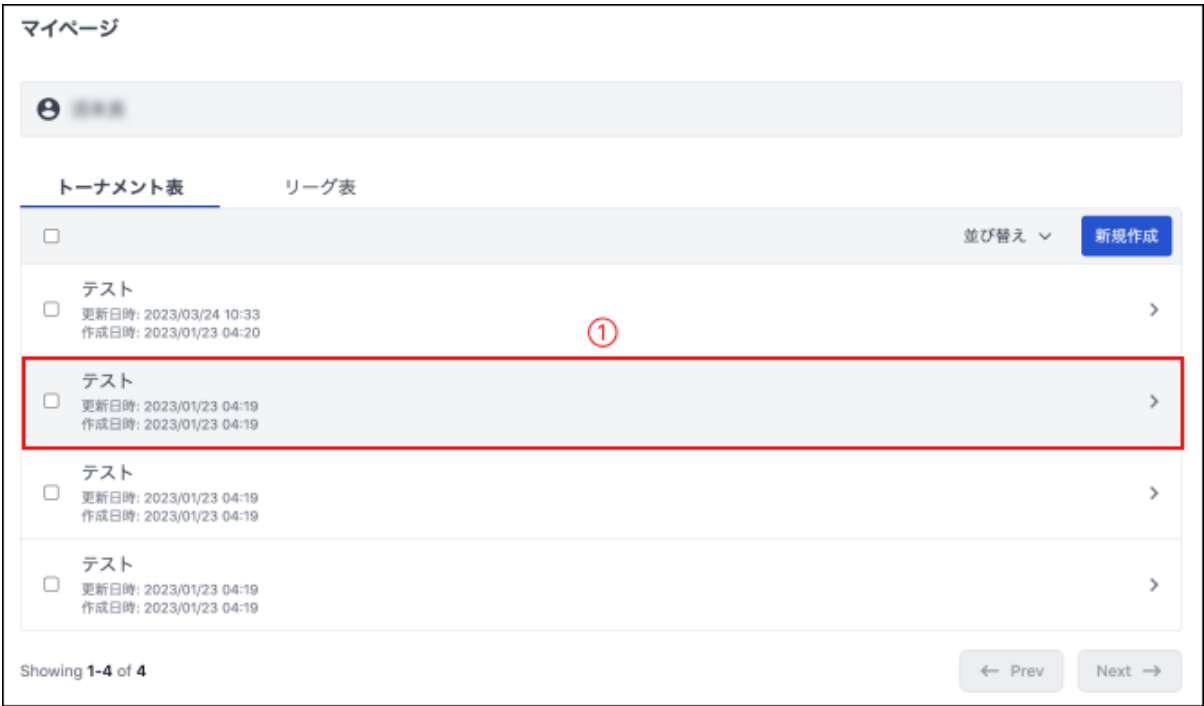 マイページ
トーナメント表 リーグ表
並び替え 新規作成
テスト
更新日時: 2023/03/24 10:33
作成日時: 2023/01/23 04:20
①
テスト
更新日時: 2023/01/23 04:19
作成日時: 2023/01/23 04:19
テスト
更新日時: 2023/01/23 04:19
作成日時: 2023/01/23 04:19
テスト
更新日時: 2023/01/23 04:19
作成日時: 2023/01/23 04:19
Showing 1-4 of 4 ← Prev Next →